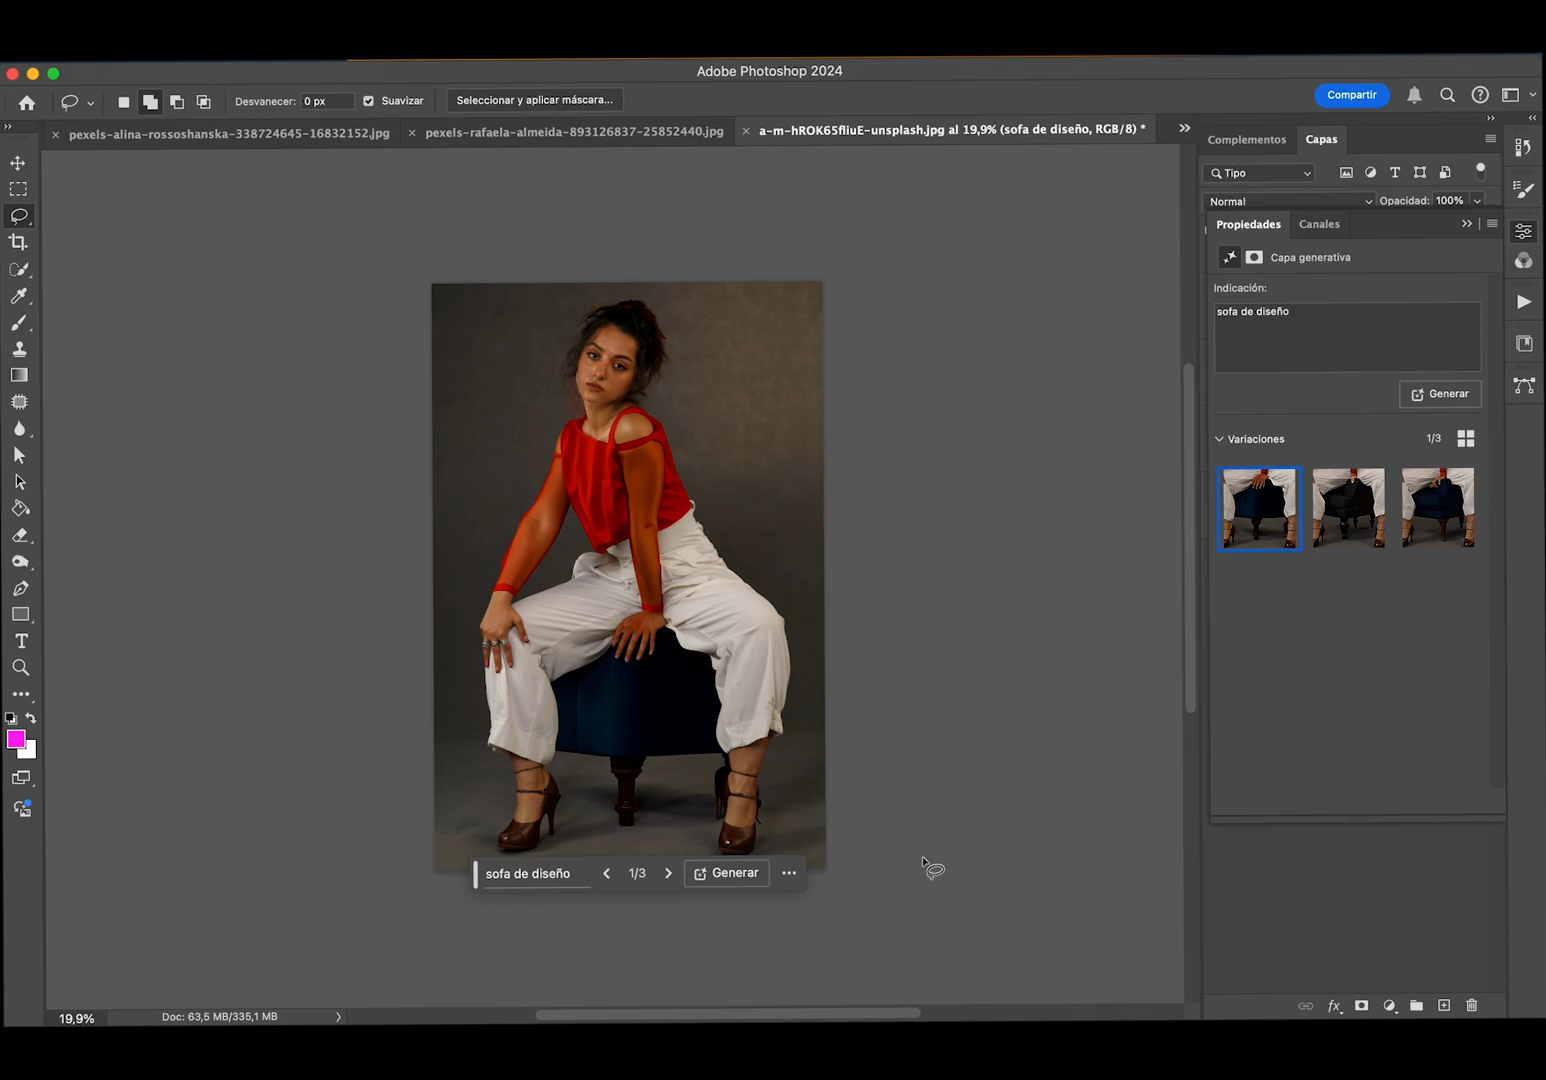 Adobe Photoshop 2024
Desvanecer: 0 px Suavizar Seleccionar y aplicar máscara... Compartir
pexels-alina-rossoshanska-338724645-16832152.jpg pexels-rafaela-almeida-893126837-25852440.jpg a-m-hROK65fliuE-unsplash.jpg al 19,9% (sofa de diseño, RGB/8) *
Complementos Capas
Tipo
Normal Opacidad: 100%
Propiedades Canales
Capa generativa
Indicación:
sofa de diseño
Generar
Variaciones 1/3
sofa de diseño 1/3 Generar
19,9% Doc: 63,5 MB/335,1 MB
fx